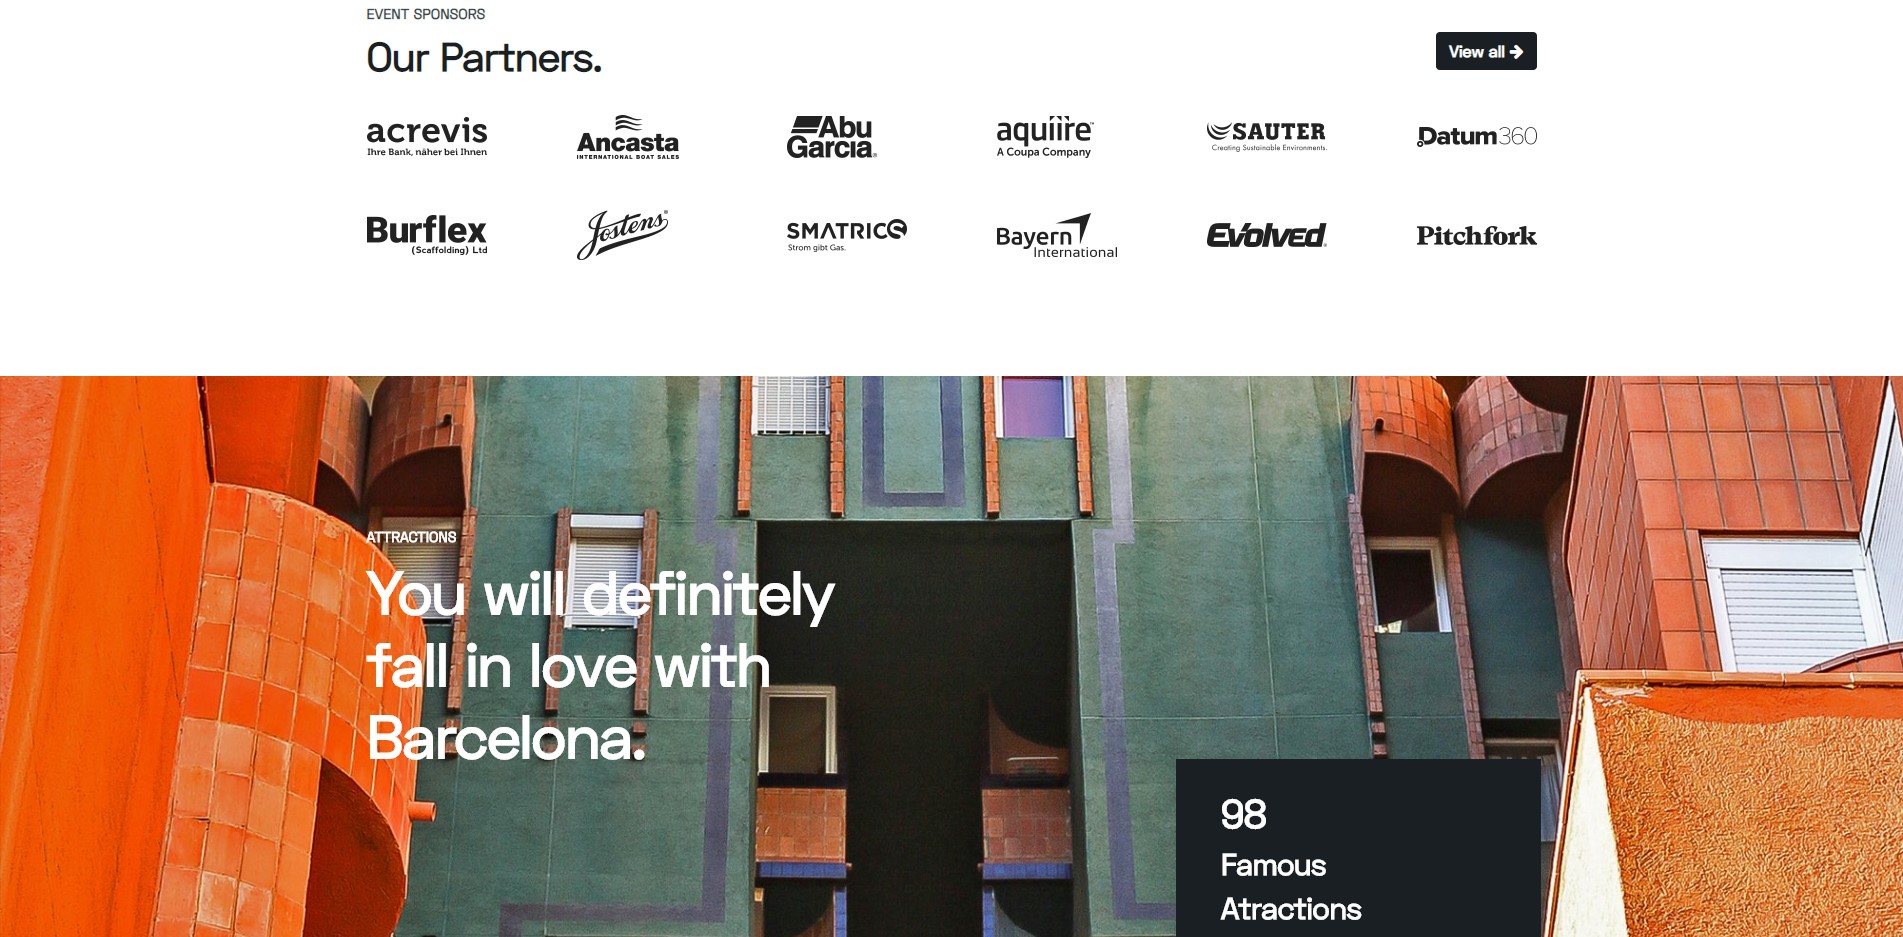 EVENT SPONSORS
Our Partners.
View all →
acrevis
Ihre Bank, näher bei Ihnen
Ancasta
INTERNATIONAL BOAT SALES
Abu
Garcia®
aquiire™
A Coupa Company
SAUTER
Creating Sustainable Environments.
Datum360
Burflex
(Scaffolding) Ltd
Jostens®
SMATRICS
Strom gibt Gas.
Bayern
International
EVOLVED®
Pitchfork
ATTRACTIONS
You will definitely
fall in love with
Barcelona.
98
Famous
Atractions